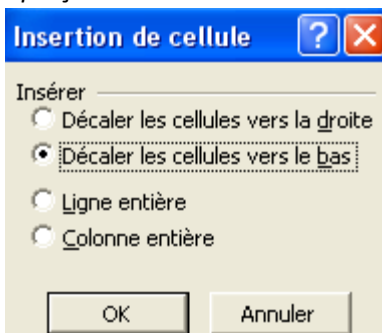 Insertion de cellule
Insérer
Décaler les cellules vers la droite
Décaler les cellules vers le bas
Ligne entière
Colonne entière
OK Annuler